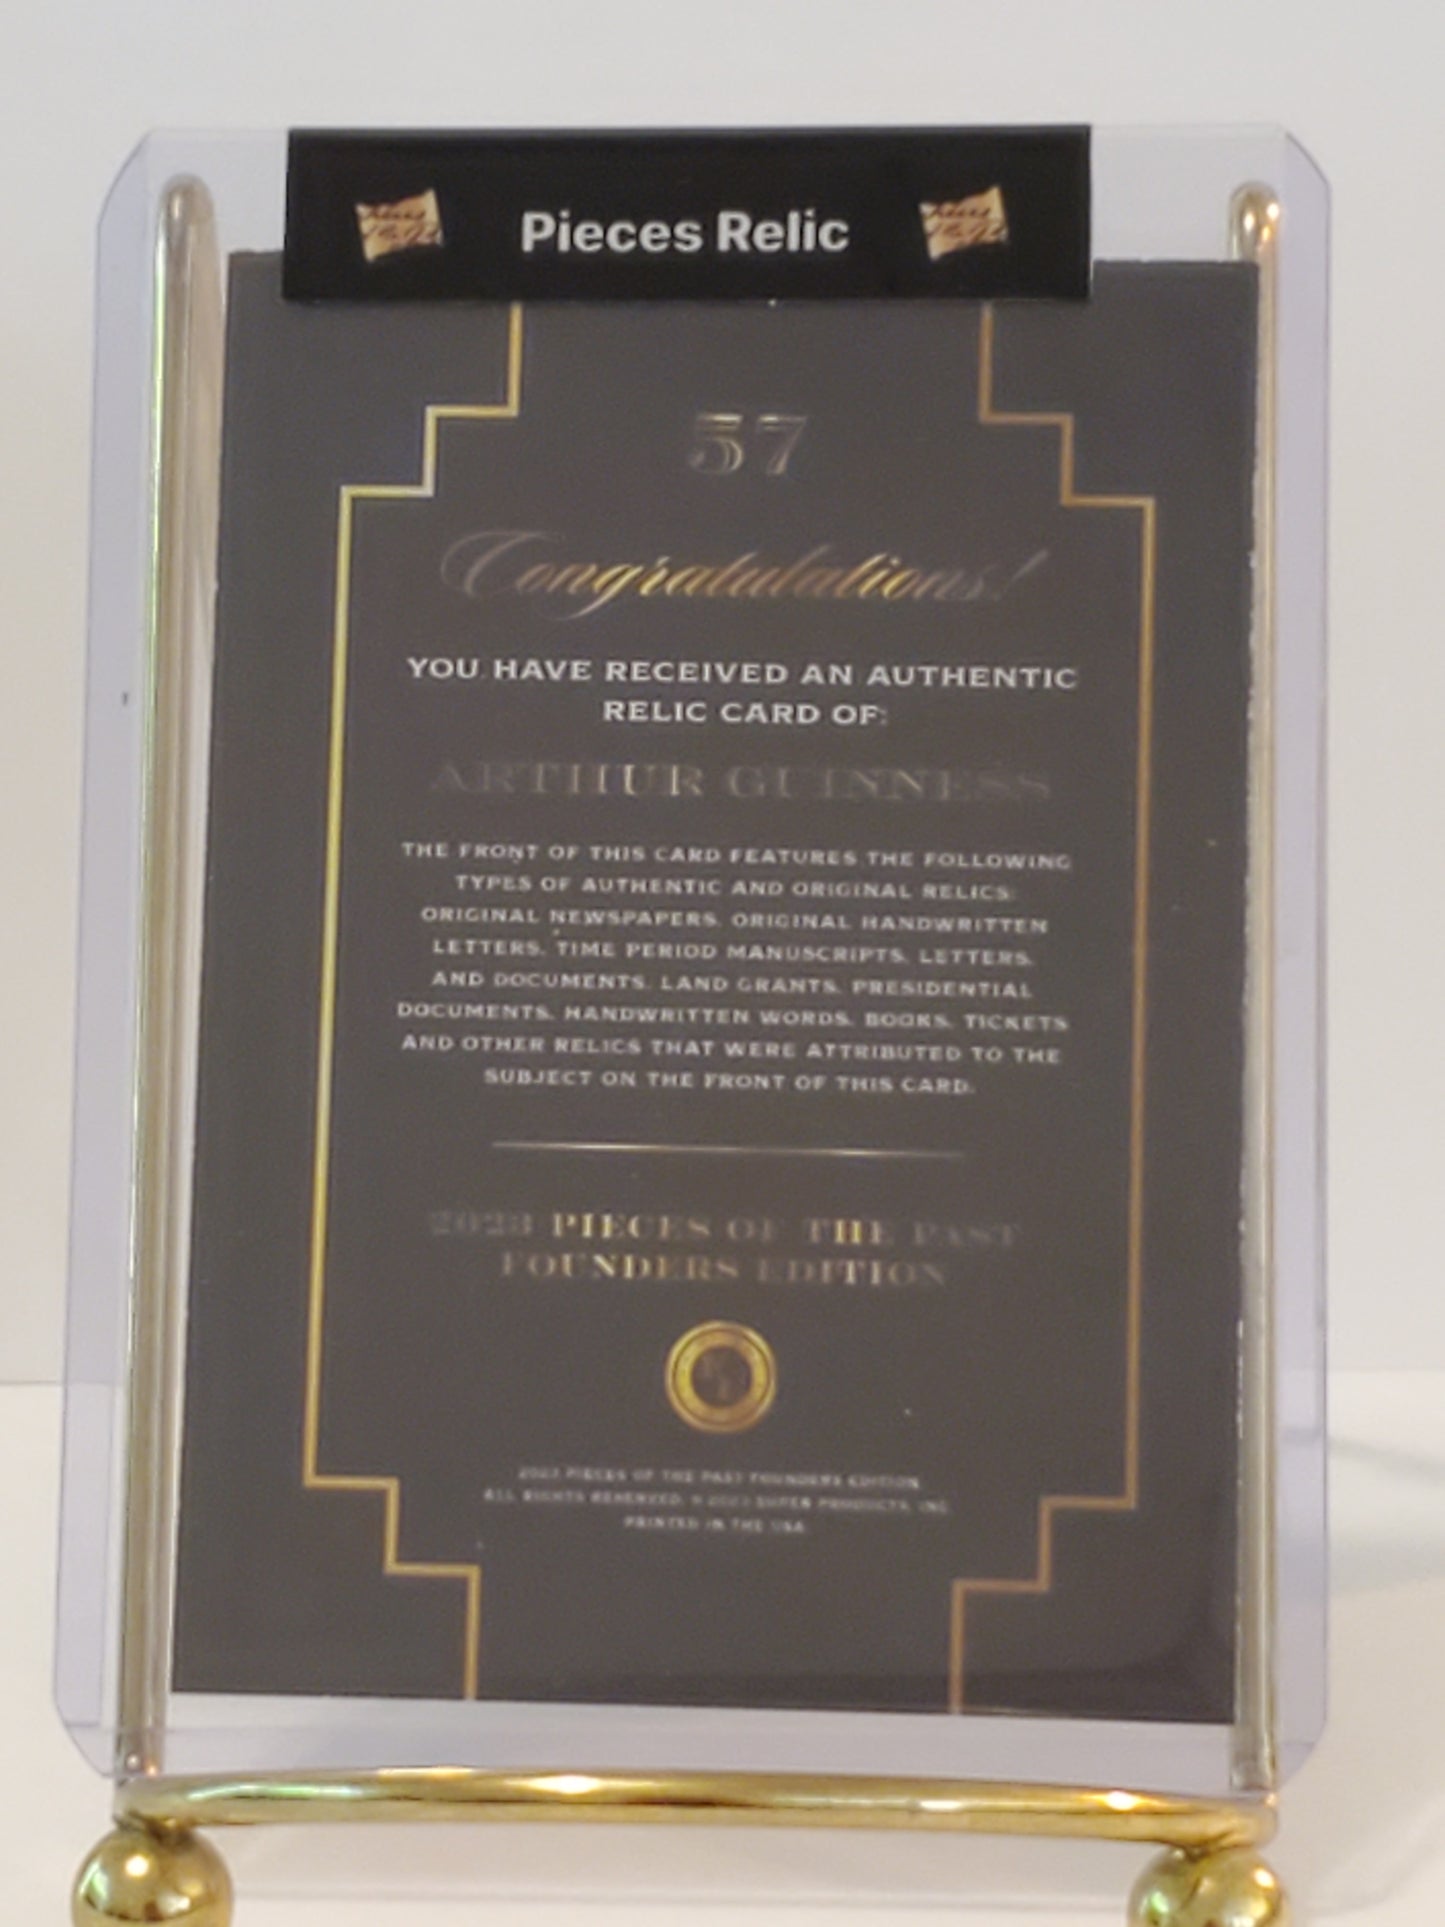 Pieces Relic
57
Congratulations!
YOU HAVE RECEIVED AN AUTHENTIC
RELIC CARD OF:
ARTHUR GUINNESS
THE FRONT OF THIS CARD FEATURES THE FOLLOWING
TYPES OF AUTHENTIC AND ORIGINAL RELICS:
ORIGINAL NEWSPAPERS, ORIGINAL HANDWRITTEN
LETTERS, TIME PERIOD MANUSCRIPTS, LETTERS,
AND DOCUMENTS, LAND GRANTS, PRESIDENTIAL
DOCUMENTS, HANDWRITTEN WORDS, BOOKS, TICKETS
AND OTHER RELICS THAT WERE ATTRIBUTED TO THE
SUBJECT ON THE FRONT OF THIS CARD.
2023 PIECES OF THE PAST
FOUNDERS EDITION
2023 PIECES OF THE PAST FOUNDERS EDITION
ALL RIGHTS RESERVED. © 2023 SUPER PRODUCTS, INC.
PRINTED IN THE USA